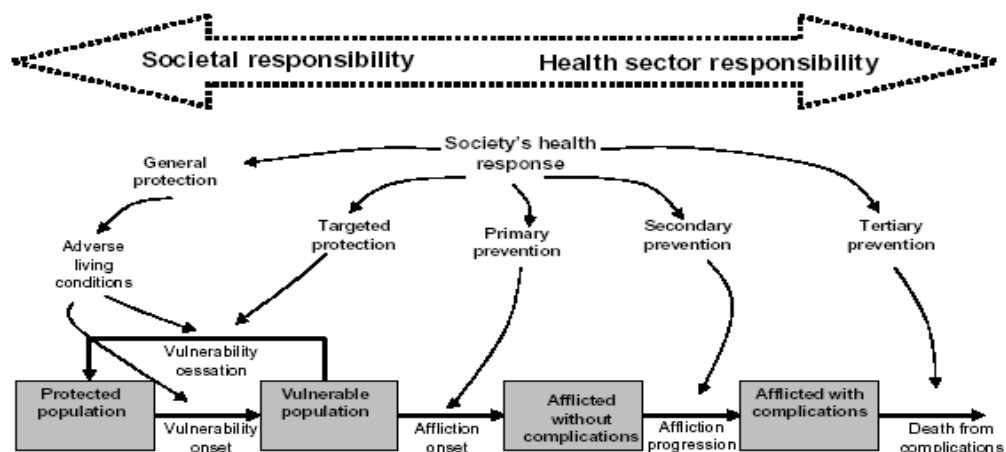 Societal responsibility
Health sector responsibility
Society's health
response
General
protection
Targeted
protection
Primary
prevention
Secondary
prevention
Tertiary
prevention
Adverse
living
conditions
Vulnerability
cessation
Protected
population
Vulnerability
onset
Vulnerable
population
Affliction
onset
Afflicted
without
complications
Affliction
progression
Afflicted with
complications
Death from
complications